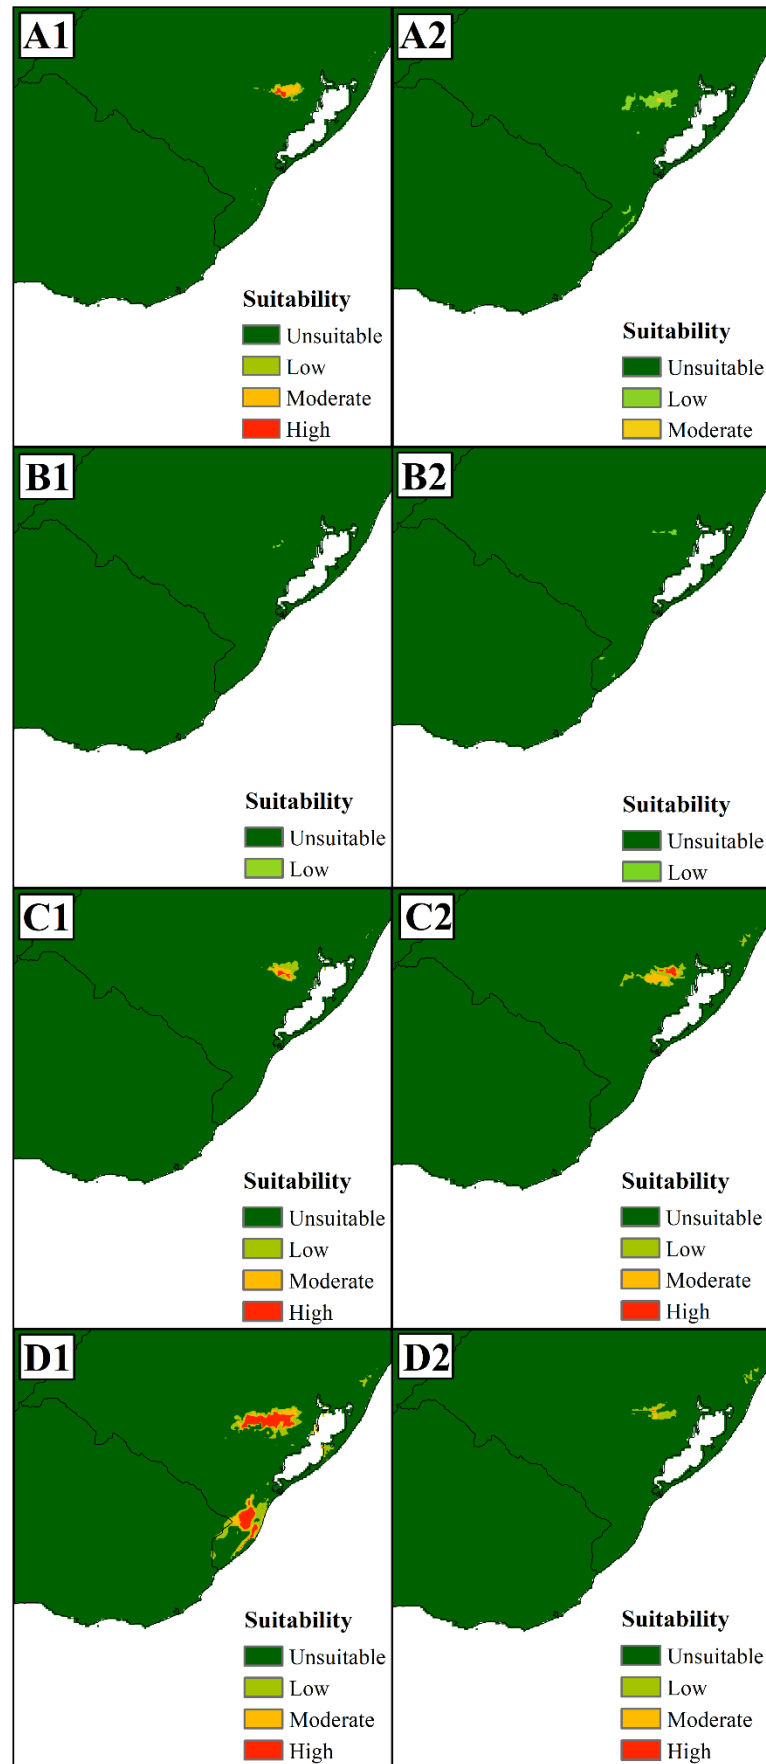 A1
Suitability
Unsuitable
Low
Moderate
High
A2
Suitability
Unsuitable
Low
Moderate
B1
Suitability
Unsuitable
Low
B2
Suitability
Unsuitable
Low
C1
Suitability
Unsuitable
Low
Moderate
High
C2
Suitability
Unsuitable
Low
Moderate
High
D1
Suitability
Unsuitable
Low
Moderate
High
D2
Suitability
Unsuitable
Low
Moderate
High